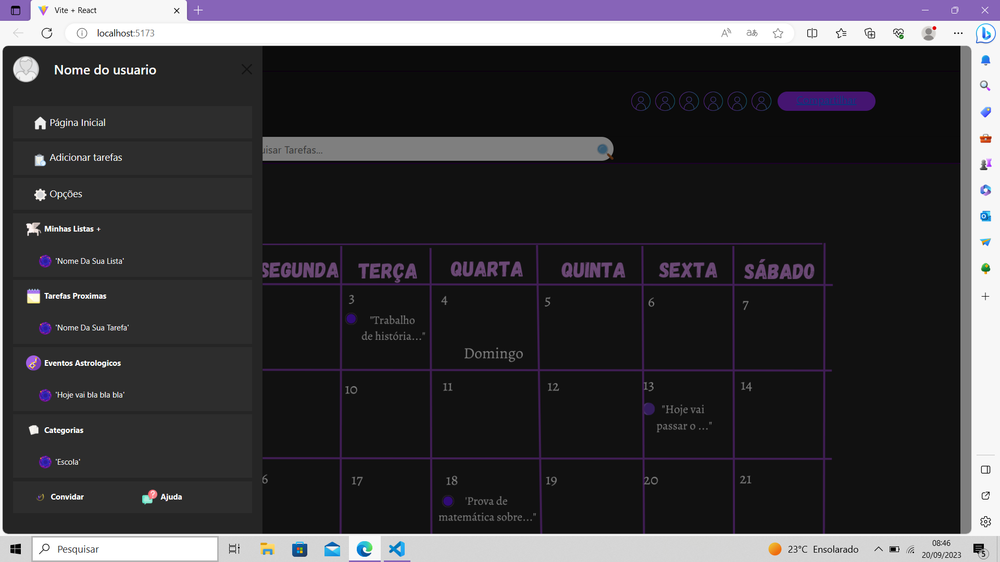 Vite + React
localhost:5173
Nome do usuario
Página Inicial
Adicionar tarefas
Opções
Minhas Listas +
'Nome Da Sua Lista'
Tarefas Proximas
'Nome Da Sua Tarefa'
Eventos Astrologicos
'Hoje vai bla bla bla'
Categorias
'Escola'
Convidar
Ajuda
Compartilhar
uisar Tarefas...
SEGUNDA TERÇA QUARTA QUINTA SEXTA SÁBADO
3 4 5 6 7
"Trabalho
de história..."
Domingo
10 11 12 13 14
"Hoje vai
passar o ..."
6 17 18 19 20 21
'Prova de
matemática sobre..."
Pesquisar
23°C Ensolarado
08:46
20/09/2023
5